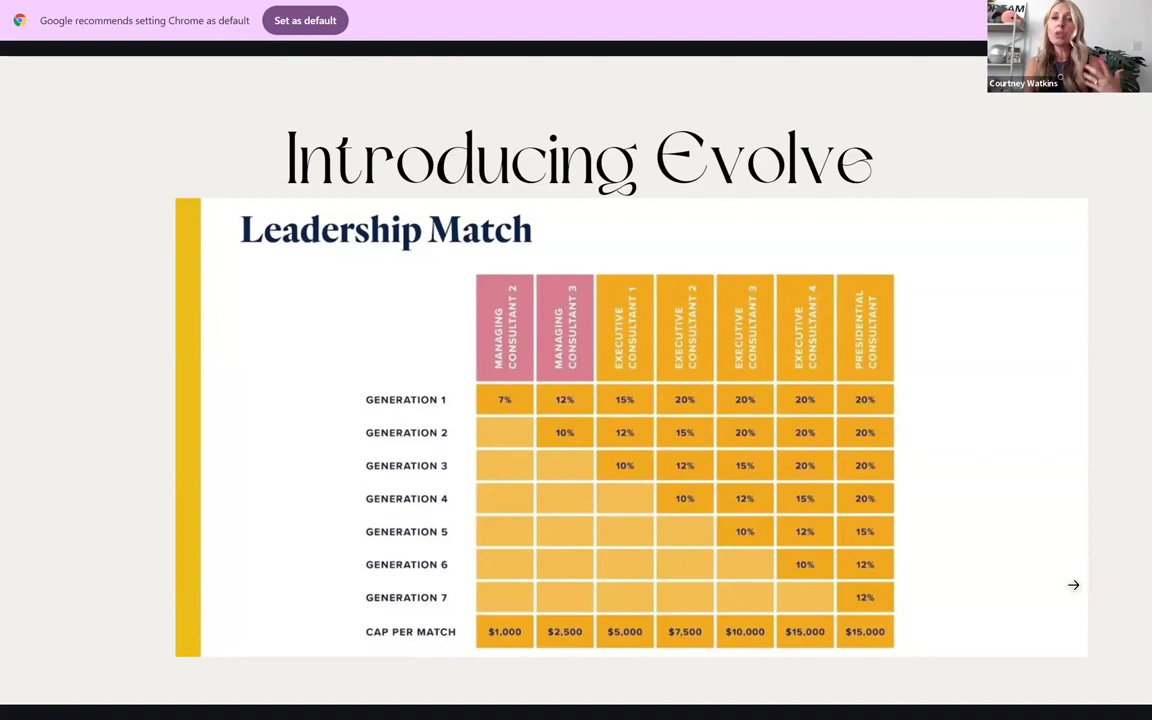 Google recommends setting Chrome as default
Set as default
DREAM
Courtney Watkins
Introducing Evolve
Leadership Match
MANAGING CONSULTANT 2
MANAGING CONSULTANT 3
EXECUTIVE CONSULTANT 1
EXECUTIVE CONSULTANT 2
EXECUTIVE CONSULTANT 3
EXECUTIVE CONSULTANT 4
PRESIDENTIAL CONSULTANT
GENERATION 1 7% 12% 15% 20% 20% 20% 20%
GENERATION 2 10% 12% 15% 20% 20% 20%
GENERATION 3 10% 12% 15% 20% 20%
GENERATION 4 10% 12% 15% 20%
GENERATION 5 10% 12% 15%
GENERATION 6 10% 12%
GENERATION 7 12%
CAP PER MATCH $1,000 $2,500 $5,000 $7,500 $10,000 $15,000 $15,000